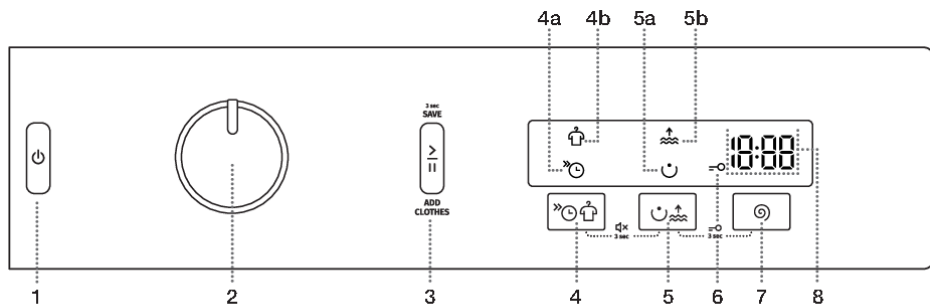 4a 4b 5a 5b
3 sec
SAVE
18:88
ADD
CLOTHES
3 sec 3 sec
1 2 3 4 5 6 7 8